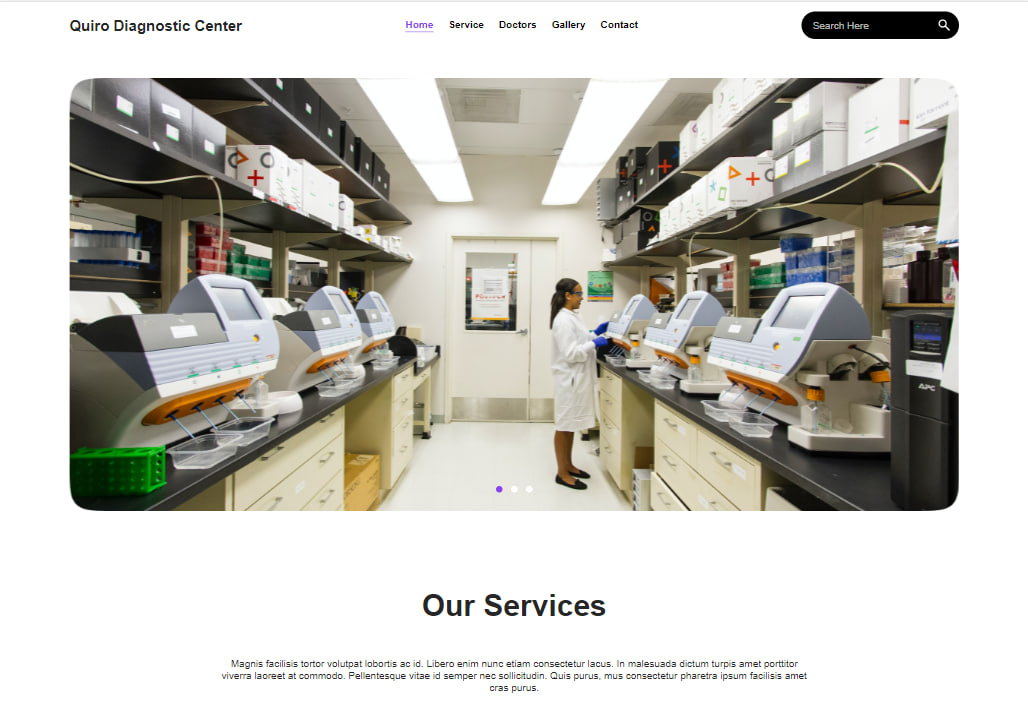 Quiro Diagnostic Center
Home Service Doctors Gallery Contact
Search Here
APC
Our Services
Magnis facilisis tortor volutpat lobortis ac id. Libero enim nunc etiam consectetur lacus. In malesuada dictum turpis amet porttitor
viverra laoreet at commodo. Pellentesque vitae id semper nec sollicitudin. Quis purus, mus consectetur pharetra ipsum facilisis amet
cras purus.